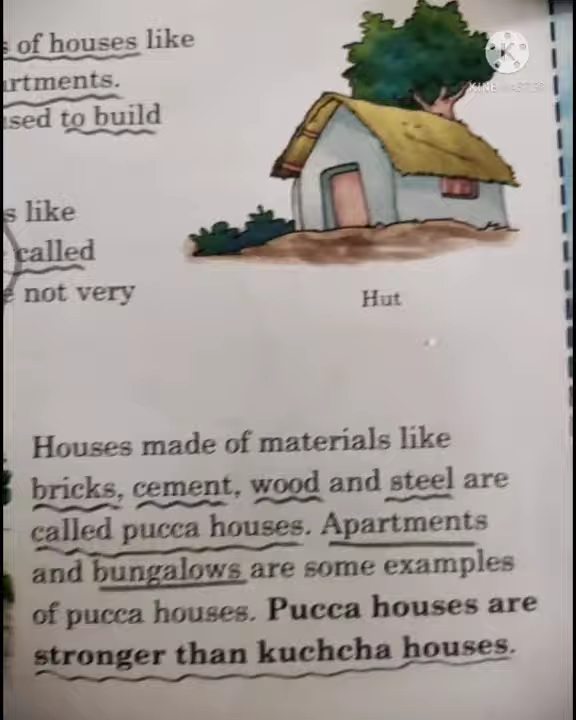 of houses like
rtments.
sed to build
s like
called
not very
K
KINEMASTER
Hut
Houses made of materials like
bricks, cement, wood and steel are
called pucca houses. Apartments
and bungalows are some examples
of pucca houses. Pucca houses are
stronger than kuchcha houses.